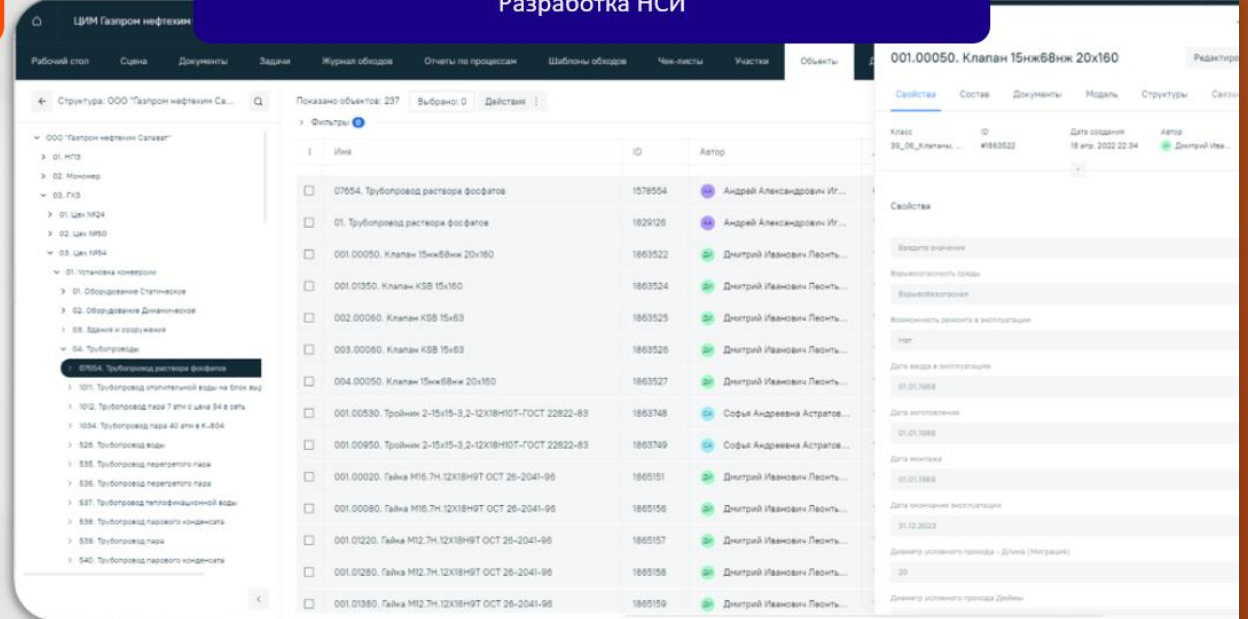 Разработка НСИ
ЦИМ Газпром нефтехим
Рабочий стол Сцена Документы Задачи Журнал обходов Отчеты по процессам Шаблоны обходов Чек-листы Участки Объекты
Структура: ООО "Газпром нефтехим Са...
ООО "Газпром нефтехим Салават"
01. НПЗ
02. Мономер
03. ГХЗ
01. Цех №24
02. Цех №50
03. Цех №54
01. Установка конверсии
01. Оборудование Статическое
02. Оборудование Динамическое
03. Здания и сооружения
04. Трубопроводы
07654. Трубопровод раствора фосфатов
1011. Трубопровод отопительной воды на блок выд
1012. Трубопровод пара 7 атм с цеха 54 в сеть
1034. Трубопровод пара 40 атм в К-804
528. Трубопровод воды
535. Трубопровод перегретого пара
536. Трубопровод перегретого пара
537. Трубопровод теплофикационной воды
538. Трубопровод парового конденсата
539. Трубопровод пара
540. Трубопровод парового конденсата
Показано объектов: 237 Выбрано: 0 Действия
Фильтры 0
Имя ID Автор
07654. Трубопровод раствора фосфатов 1578554 Андрей Александрович Иг...
01. Трубопровод раствора фосфатов 1829126 Андрей Александрович Иг...
001.00050. Клапан 15нж68нж 20х160 1863522 Дмитрий Иванович Леонть...
001.01350. Клапан KSB 15х160 1863524 Дмитрий Иванович Леонть...
002.00060. Клапан KSB 15х63 1863525 Дмитрий Иванович Леонть...
003.00060. Клапан KSB 15х63 1863526 Дмитрий Иванович Леонть...
004.00050. Клапан 15нж68нж 20х160 1863527 Дмитрий Иванович Леонть...
001.00530. Тройник 2-15х15-3,2-12Х18Н10Т-ГОСТ 22822-83 1863748 Софья Андреевна Астратов...
001.00950. Тройник 2-15х15-3,2-12Х18Н10Т-ГОСТ 22822-83 1863749 Софья Андреевна Астратов...
001.00020. Гайка М16.7Н.12Х18Н9Т ОСТ 26-2041-96 1865151 Дмитрий Иванович Леонть...
001.00080. Гайка М16.7Н.12Х18Н9Т ОСТ 26-2041-96 1865156 Дмитрий Иванович Леонть...
001.01220. Гайка М12.7Н.12Х18Н9Т ОСТ 26-2041-96 1865157 Дмитрий Иванович Леонть...
001.01280. Гайка М12.7Н.12Х18Н9Т ОСТ 26-2041-96 1865158 Дмитрий Иванович Леонть...
001.01380. Гайка М12.7Н.12Х18Н9Т ОСТ 26-2041-96 1865159 Дмитрий Иванович Леонть...
001.00050. Клапан 15нж68нж 20х160 Редактиро
Свойства Состав Документы Модель Структуры Связан
Класс ID Дата создания Автор
39_06_Клапаны, ... #1863522 18 апр. 2022 22:34 Дмитрий Ива...
Свойства
Введите значение
Взрывоопасность среды
Взрывобезопасная
Возможность ремонта в эксплуатации
Нет
Дата ввода в эксплуатацию
01.01.1988
Дата изготовления
01.01.1988
Дата монтажа
01.01.1988
Дата окончания эксплуатации
31.12.2023
Диаметр условного прохода - Длина (Миграция)
20
Диаметр условного прохода Дюймы